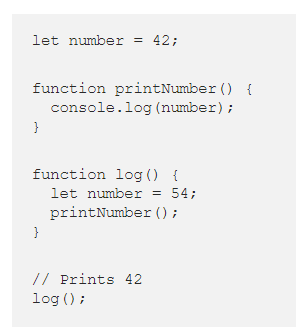 let number = 42;
function printNumber() {
  console.log(number);
}
function log() {
  let number = 54;
  printNumber();
}
// Prints 42
log();